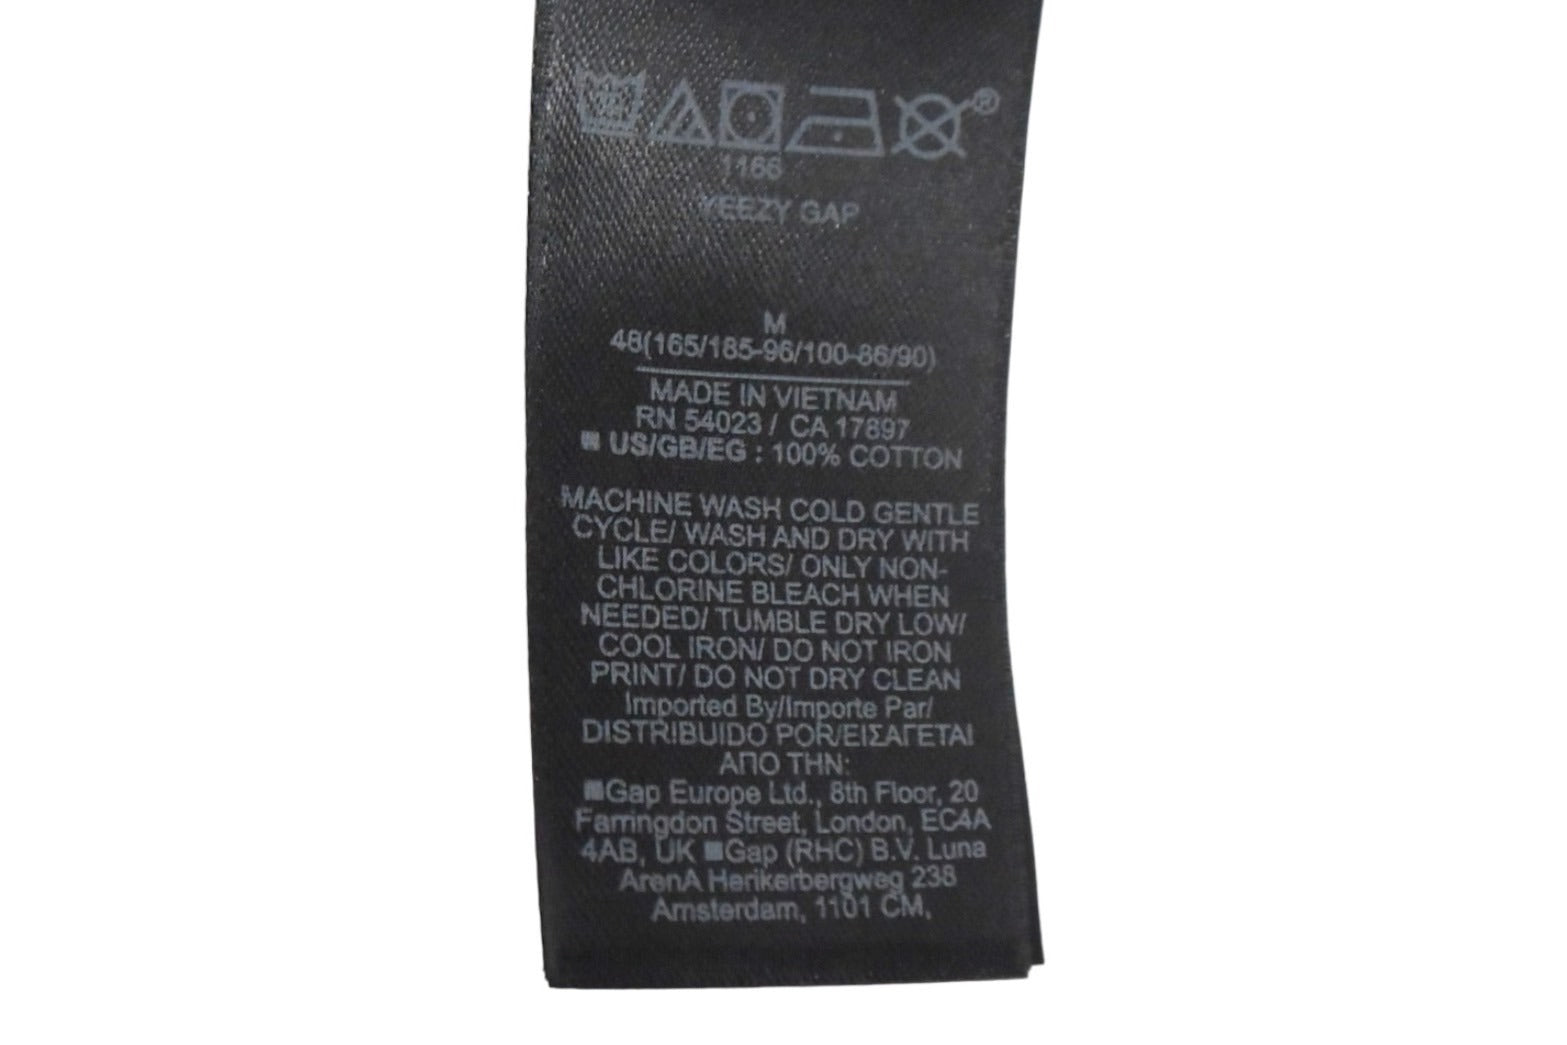 ®
1166
YEEZY GAP
M
48(165/185-96/100-86/90)
MADE IN VIETNAM
RN 54023 / CA 17897
US/GB/EG : 100% COTTON
MACHINE WASH COLD GENTLE
CYCLE/ WASH AND DRY WITH
LIKE COLORS/ ONLY NON-
CHLORINE BLEACH WHEN
NEEDED/ TUMBLE DRY LOW/
COOL IRON/ DO NOT IRON
PRINT/ DO NOT DRY CLEAN
Imported By/Importe Par/
DISTRIBUIDO POR/ΕΙΣΑΓΕΤΑΙ
ΑΠΟ ΤΗΝ:
■Gap Europe Ltd., 8th Floor, 20
Farringdon Street, London, EC4A
4AB, UK ■Gap (RHC) B.V. Luna
ArenA Herikerbergweg 238
Amsterdam, 1101 CM,